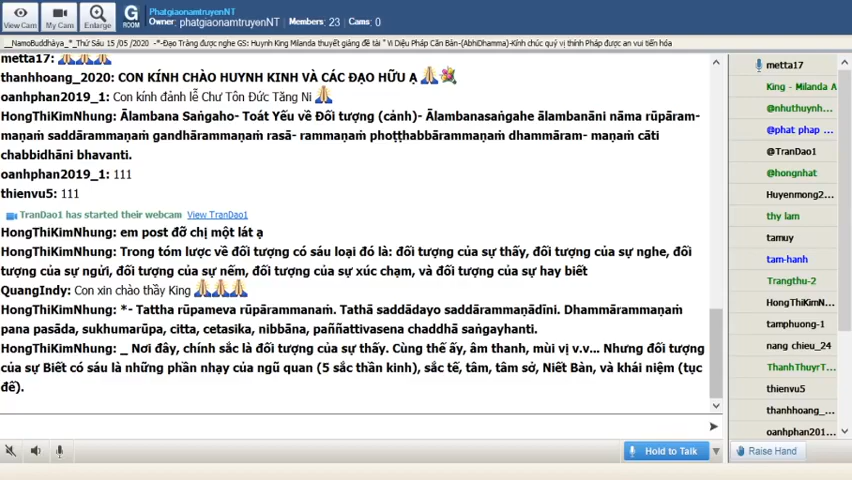 PhatgiaonamtruyenNT
Owner: phatgiaonamtruyenNT Members: 23 Cams: 0
View Cam My Cam Enlarge G ROOM
__NamoBuddhàya_*_Thứ Sáu 15 /05 /2020 -*-Đạo Tràng được nghe GS: Huynh King Milanda thuyết giảng đề tài " Vi Diệu Pháp Căn Bản-(AbhiDhamma)-Kính chúc quý vị thính Pháp được an vui tiến hóa
metta17: 🙏🙏🙏
thanhhoang_2020: CON KÍNH CHÀO HUYNH KINH VÀ CÁC ĐẠO HỮU Ạ 🙏
oanhphan2019_1: Con kính đảnh lễ Chư Tôn Đức Tăng Ni 🙏
HongThiKimNhung: Ālambana Saṅgaho- Toát Yếu về Đối tượng (cảnh)- Ālambanasaṅgahe ālambanāni nāma rūpāram-
maṇaṁ saddārammaṇaṁ gandhārammaṇaṁ rasā- rammaṇaṁ phoṭṭhabbārammaṇaṁ dhammāram- maṇaṁ cāti
chabbidhāni bhavanti.
oanhphan2019_1: 111
thienvu5: 111
TranDao1 has started their webcam View TranDao1
HongThiKimNhung: em post đỡ chị một lát ạ
HongThiKimNhung: Trong tóm lược về đối tượng có sáu loại đó là: đối tượng của sự thấy, đối tượng của sự nghe, đối
tượng của sự ngửi, đối tượng của sự nếm, đối tượng của sự xúc chạm, và đối tượng của sự hay biết
QuangIndy: Con xin chào thầy King 🙏🙏🙏
HongThiKimNhung: *- Tattha rūpameva rūpārammanaṁ. Tathā saddādayo saddārammaṇādīni. Dhammārammaṇaṁ
pana pasāda, sukhumarūpa, citta, cetasika, nibbāna, paññattivasena chaddhā saṅgayhanti.
HongThiKimNhung: _ Nơi đây, chính sắc là đối tượng của sự thấy. Cùng thế ấy, âm thanh, mùi vị v.v... Nhưng đối tượng
của sự Biết có sáu là những phần nhạy của ngũ quan (5 sắc thần kinh), sắc tế, tâm, tâm sở, Niết Bàn, và khái niệm (tục
đế).
Hold to Talk
metta17
King - Milanda A
@nhuthuynh...
@phat phap ...
@TranDao1
@hongnhat
Huyenmong2...
thy lam
tamuy
tam-hanh
Trangthu-2
HongThiKimN...
tamphuong-1
nang chieu_24
ThanhThuyrT...
thienvu5
thanhhoang_...
oanhphan201...
Raise Hand